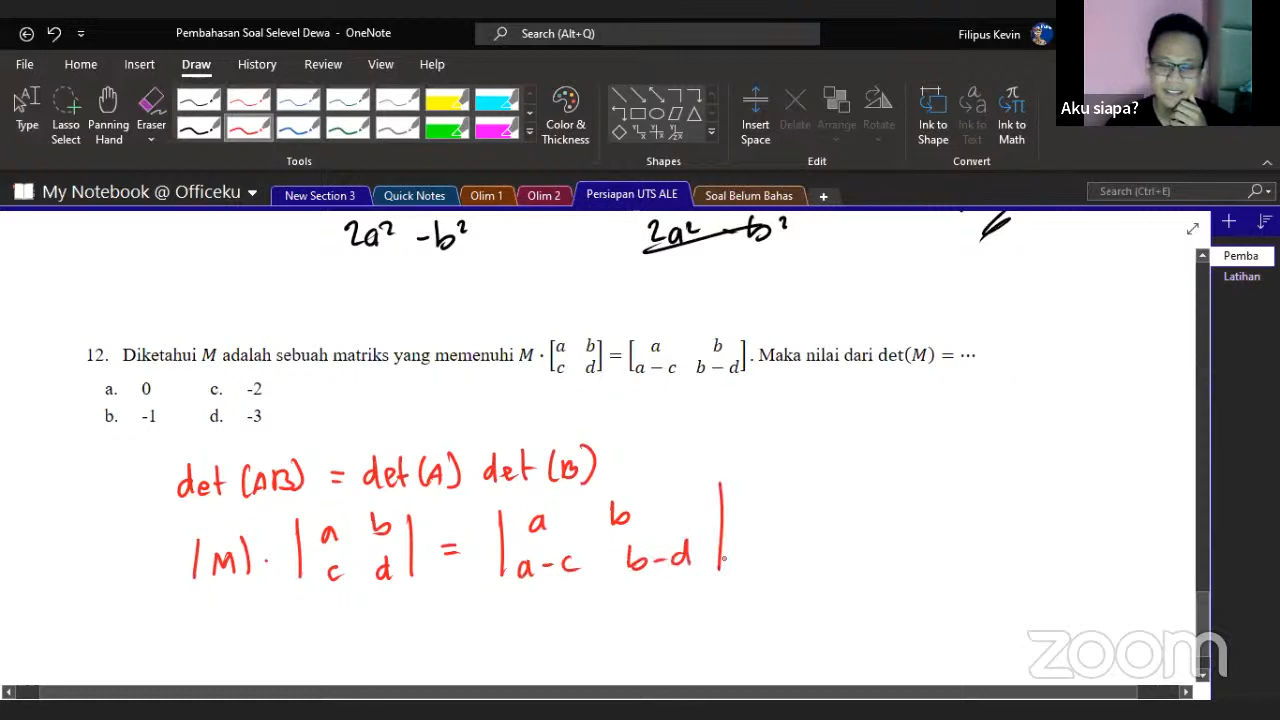 Pembahasan Soal Selevel Dewa - OneNote
Search (Alt+Q)
Filipus Kevin
File Home Insert Draw History Review View Help
Aku siapa?
Type
Lasso Select
Panning Hand
Eraser
Color & Thickness
Insert Space
Delete
Arrange
Rotate
Ink to Shape
Ink to Text
Ink to Math
Tools
Shapes
Edit
Convert
My Notebook @ Officeku
New Section 3
Quick Notes
Olim 1
Olim 2
Persiapan UTS ALE
Soal Belum Bahas
Search (Ctrl+E)
Pemba
Latihan
2a² - b² 2a² - b²
12. Diketahui M adalah sebuah matriks yang memenuhi M · [a b; c d] = [a b; a − c b − d]. Maka nilai dari det(M) = ⋯
a. 0 c. -2
b. -1 d. -3
det (AB) = det (A) det (B)
|M| · |a b; c d| = |a b; a-c b-d|
zoom